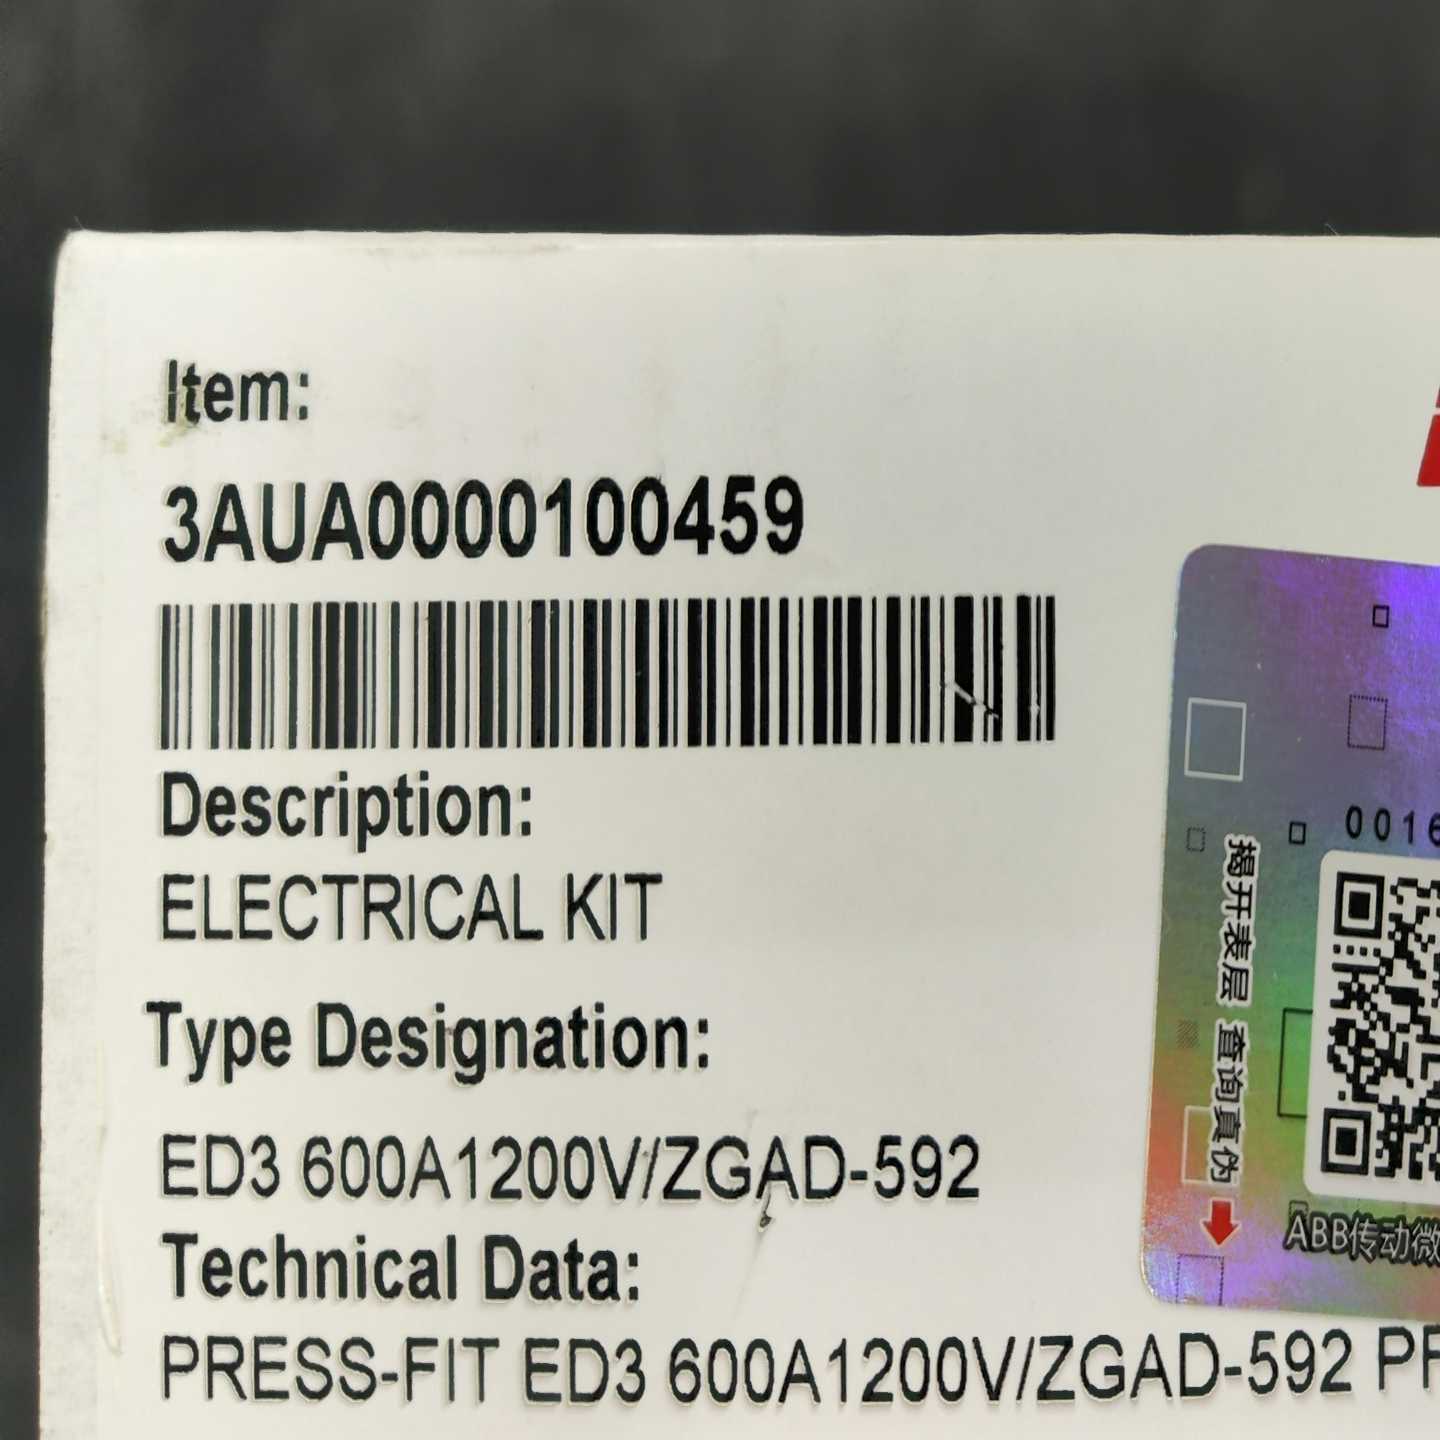 Item:
3AUA0000100459
Description:
ELECTRICAL KIT
Type Designation:
ED3 600A1200V/ZGAD-592
Technical Data:
PRESS-FIT ED3 600A1200V/ZGAD-592
0016
揭开表层 查询真伪
ABB传动微